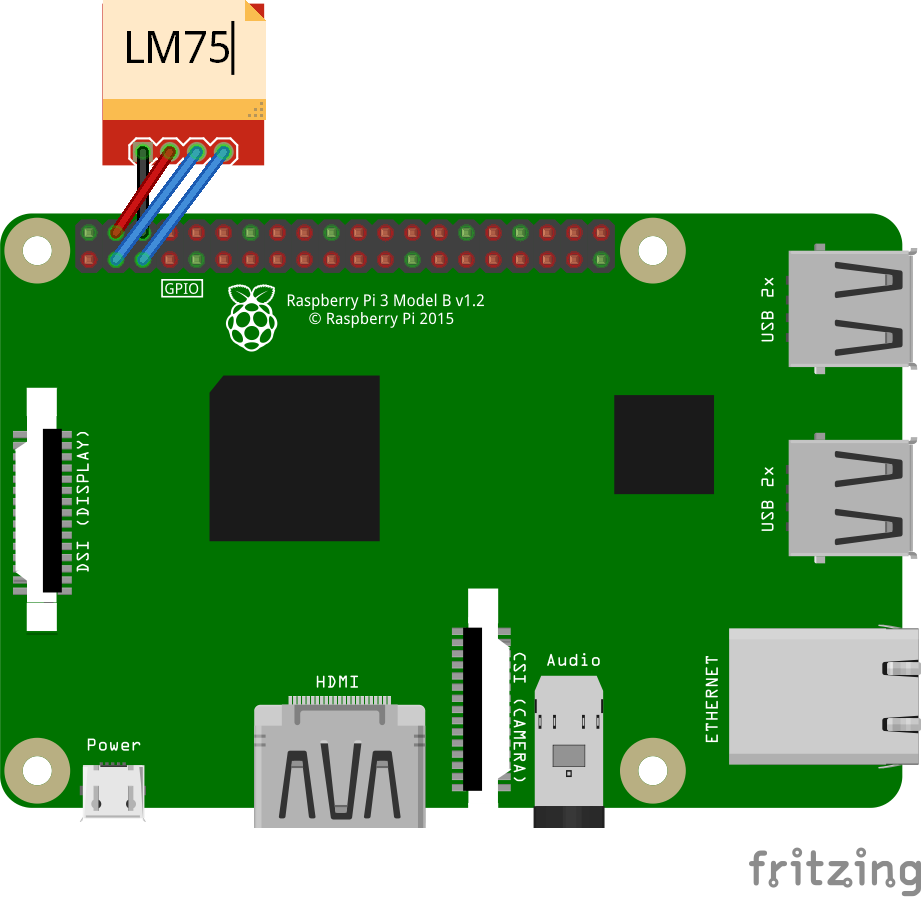 LM75
GPIO
Raspberry Pi 3 Model B v1.2
© Raspberry Pi 2015
USB 2x
DSI (DISPLAY)
USB 2x
HDMI
CSI (CAMERA)
Audio
ETHERNET
Power
fritzing